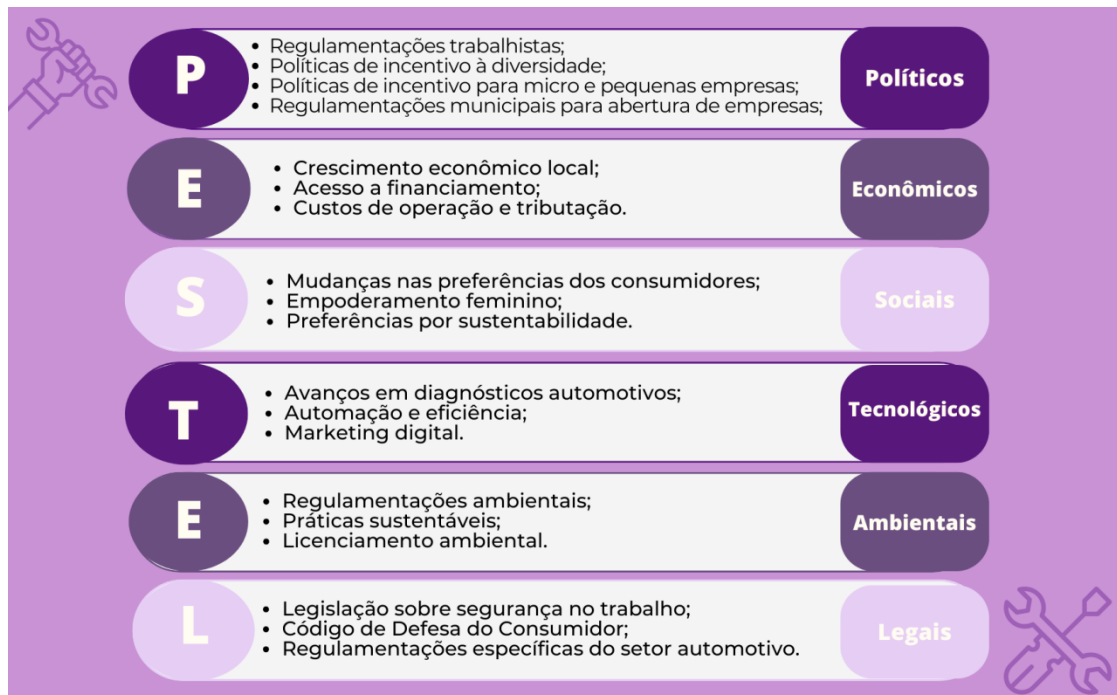 P
• Regulamentações trabalhistas;
• Políticas de incentivo à diversidade;
• Políticas de incentivo para micro e pequenas empresas;
• Regulamentações municipais para abertura de empresas;
Políticos
E
• Crescimento econômico local;
• Acesso a financiamento;
• Custos de operação e tributação.
Econômicos
S
• Mudanças nas preferências dos consumidores;
• Empoderamento feminino;
• Preferências por sustentabilidade.
Sociais
T
• Avanços em diagnósticos automotivos;
• Automação e eficiência;
• Marketing digital.
Tecnológicos
E
• Regulamentações ambientais;
• Práticas sustentáveis;
• Licenciamento ambiental.
Ambientais
L
• Legislação sobre segurança no trabalho;
• Código de Defesa do Consumidor;
• Regulamentações específicas do setor automotivo.
Legais